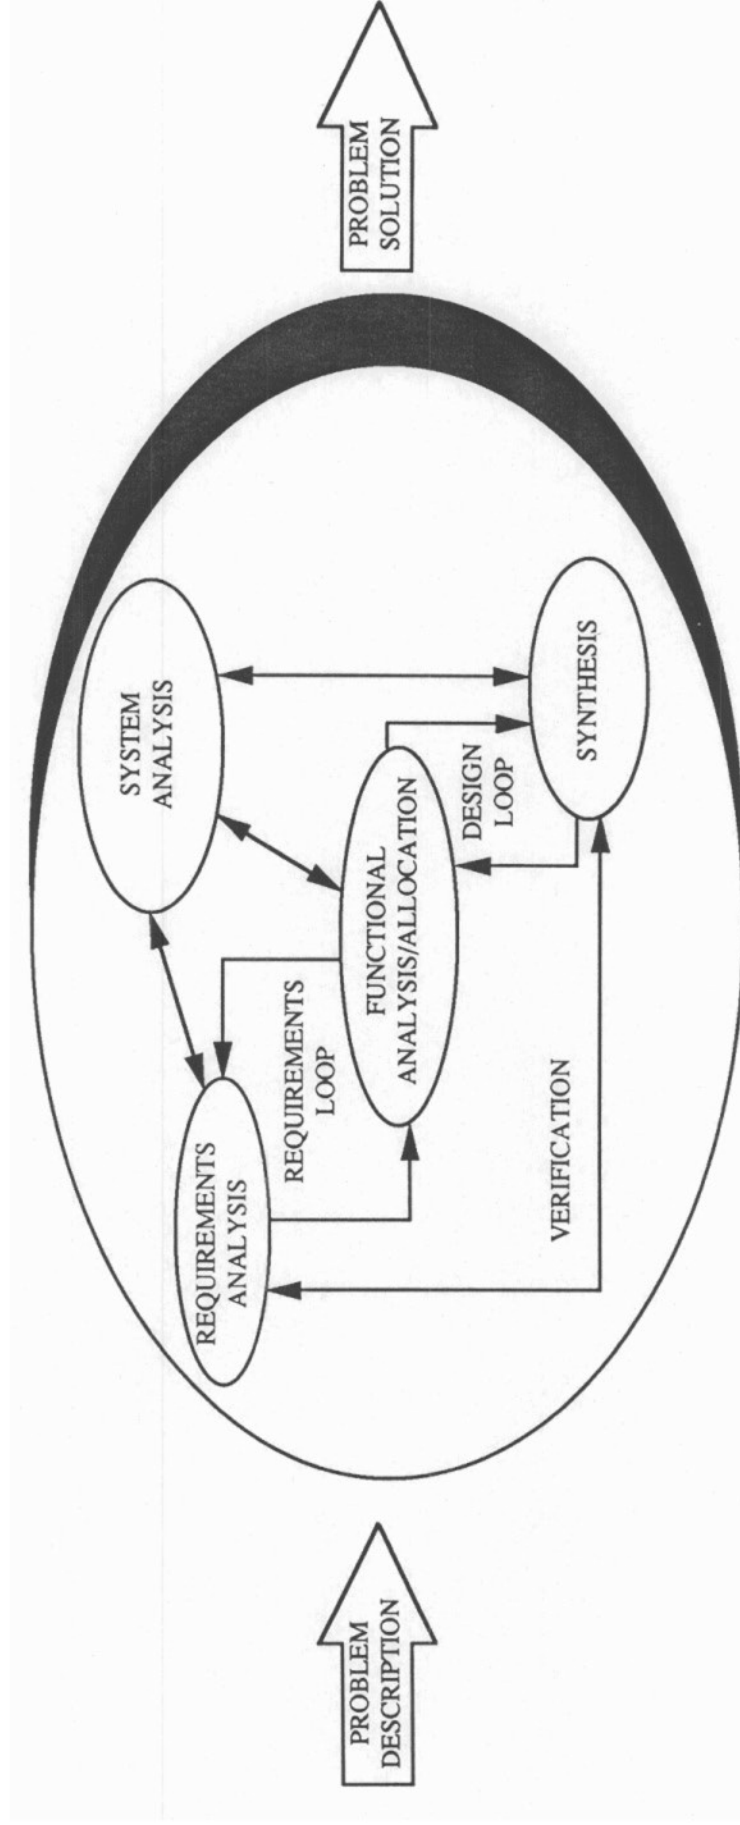 PROBLEM
DESCRIPTION
REQUIREMENTS
ANALYSIS
SYSTEM
ANALYSIS
REQUIREMENTS
LOOP
FUNCTIONAL
ANALYSIS/ALLOCATION
DESIGN
LOOP
SYNTHESIS
VERIFICATION
PROBLEM
SOLUTION